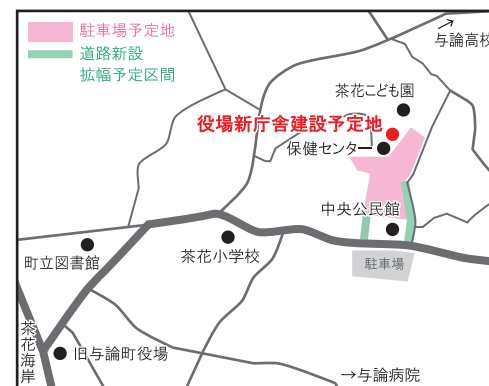 駐車場予定地
道路新設
拡幅予定区間
与論高校
茶花こども園
役場新庁舎建設予定地
保健センター
中央公民館
茶花小学校
町立図書館
駐車場
茶花海岸
旧与論町役場
→与論病院